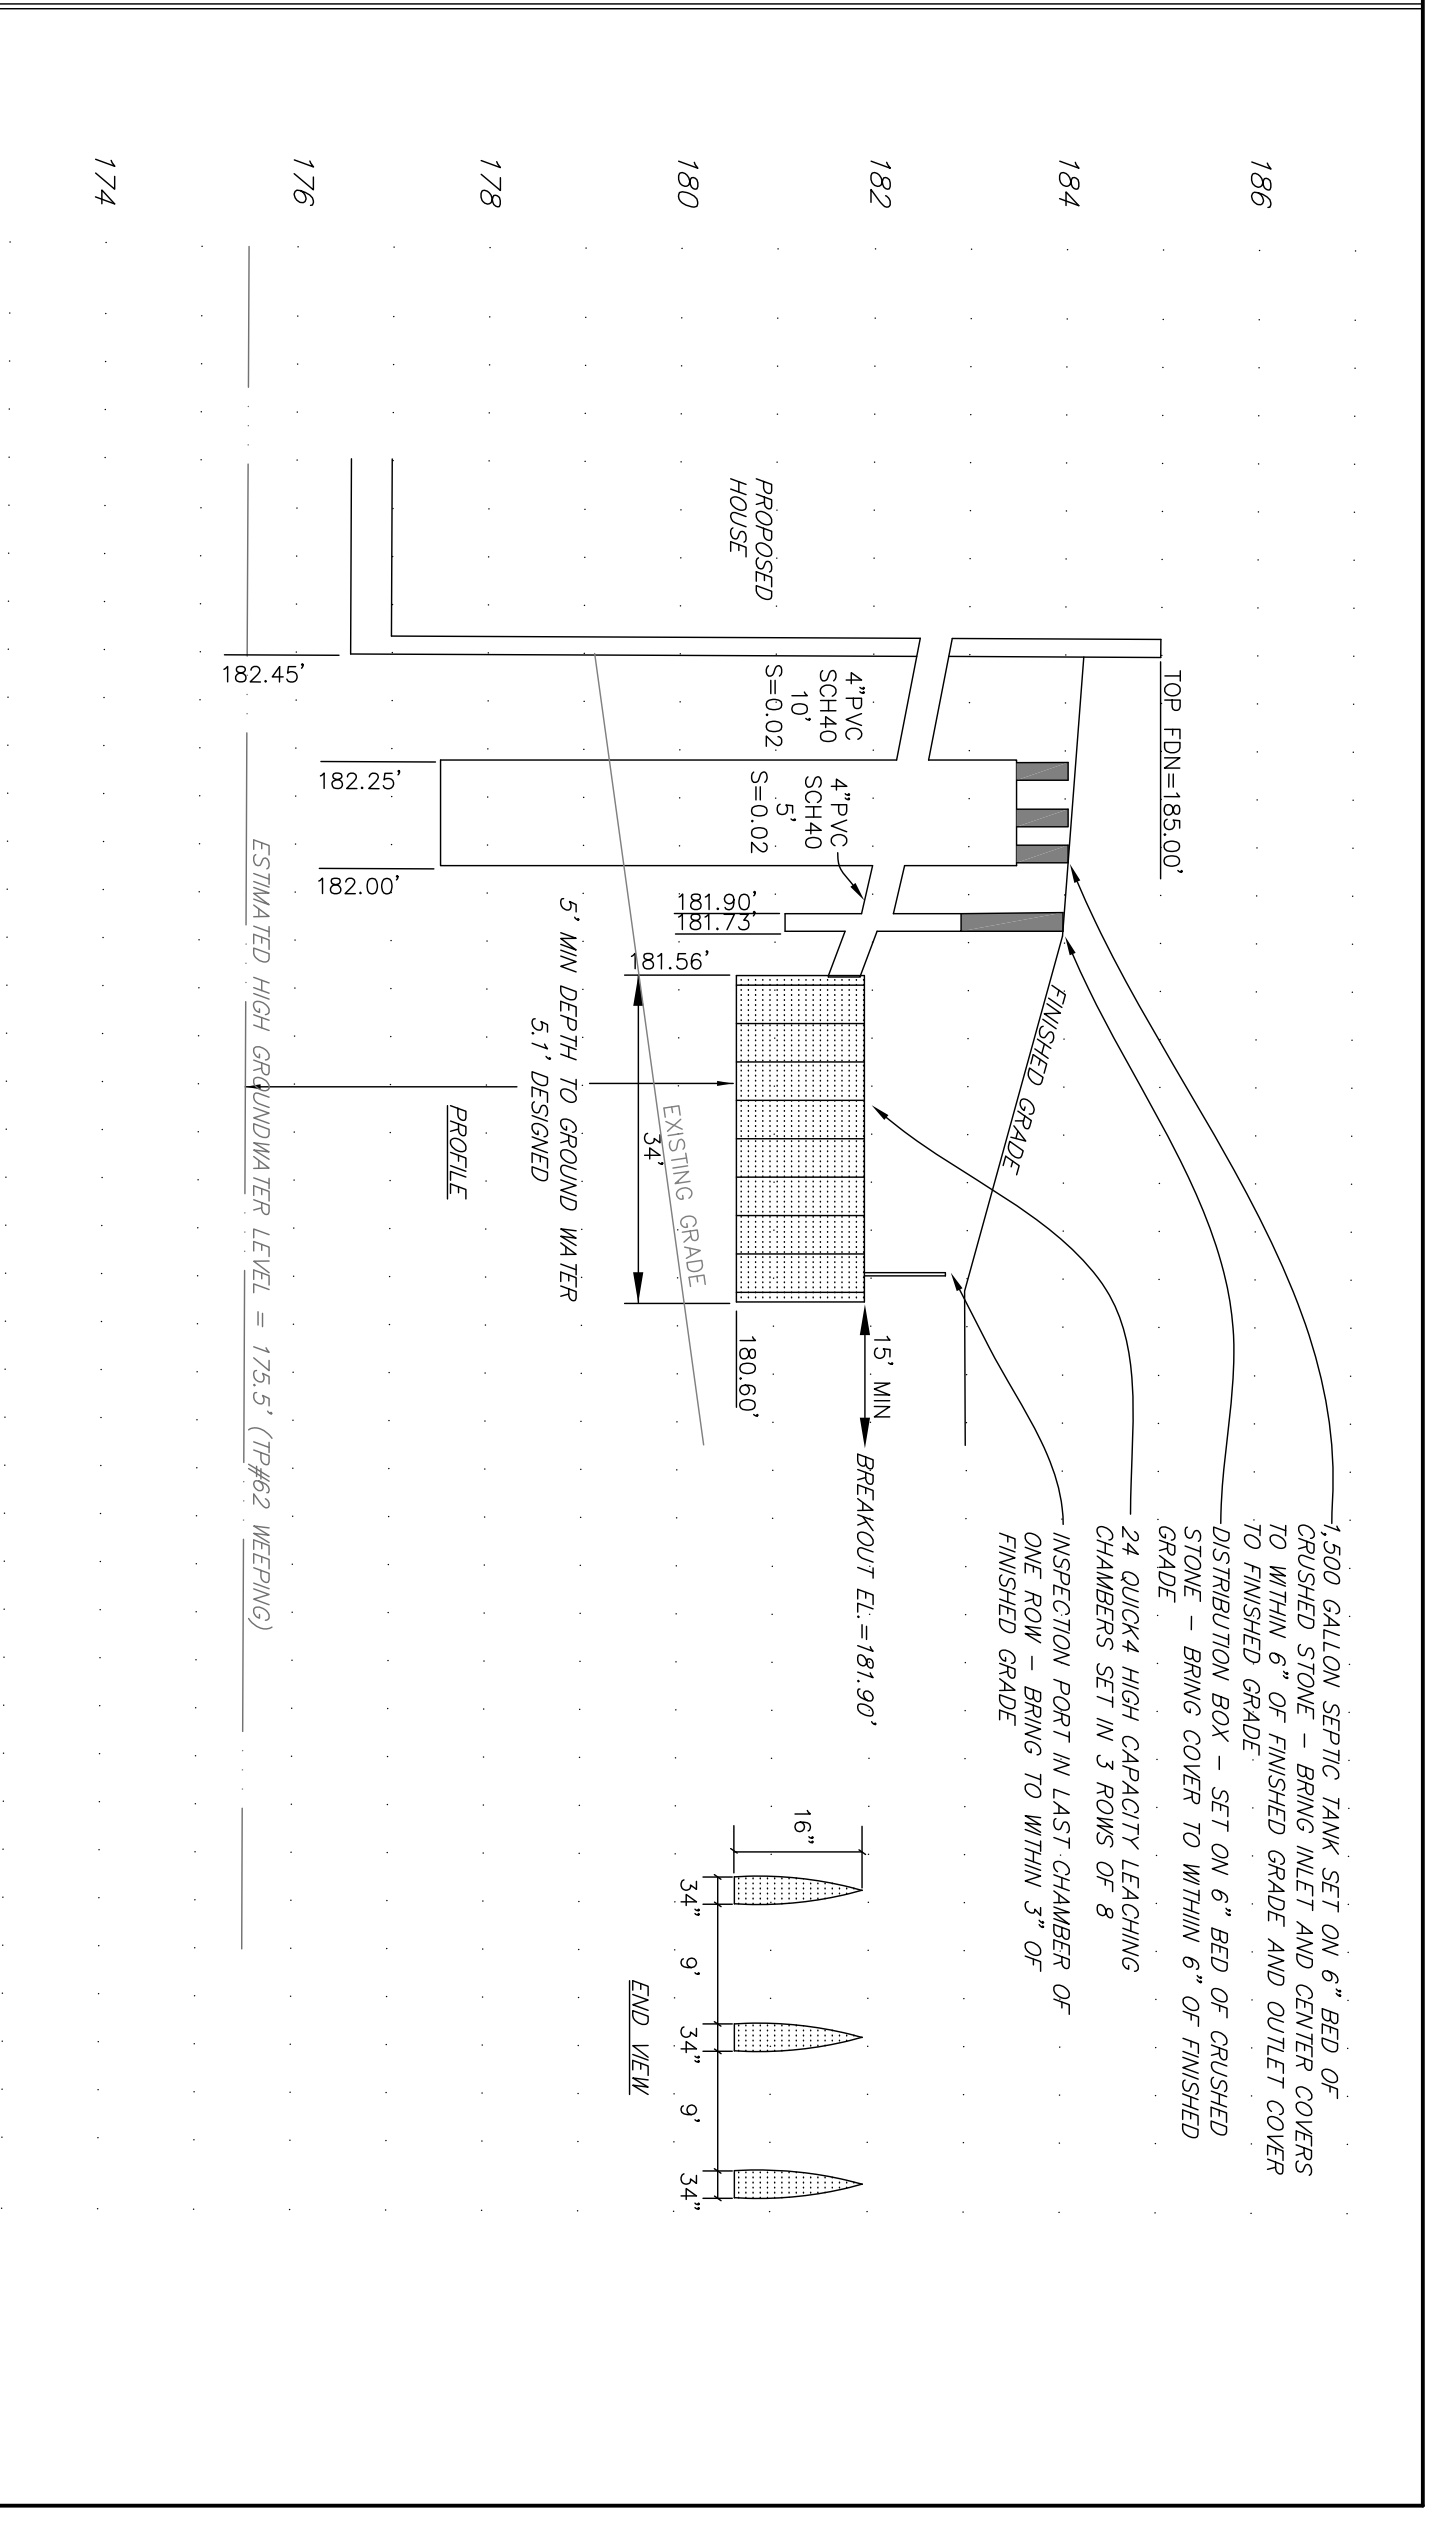 1,500 GALLON SEPTIC TANK SET ON 6" BED OF
CRUSHED STONE – BRING INLET AND CENTER COVERS
TO WITHIN 6" OF FINISHED GRADE AND OUTLET COVER
TO FINISHED GRADE
DISTRIBUTION BOX – SET ON 6" BED OF CRUSHED
STONE – BRING COVER TO WITHIIN 6" OF FINISHED
GRADE
24 QUICK4 HIGH CAPACITY LEACHING
CHAMBERS SET IN 3 ROWS OF 8
INSPECTION PORT IN LAST CHAMBER OF
ONE ROW – BRING TO WITHIN 3" OF
FINISHED GRADE
186
184
182
180
178
176
174
TOP FDN=185.00'
FINISHED GRADE
PROPOSED
HOUSE
4"PVC
SCH40
10'
S=0.02
4"PVC
SCH40
5'
S=0.02
15' MIN
BREAKOUT EL.=181.90'
180.60'
181.90'
181.73'
181.56'
EXISTING GRADE
34'
5' MIN DEPTH TO GROUND WATER
5.1' DESIGNED
182.45'
182.25'
182.00'
PROFILE
ESTIMATED HIGH GROUNDWATER LEVEL = 175.5' (TP#62 WEEPING)
16"
34"
9'
34"
9'
34"
END VIEW